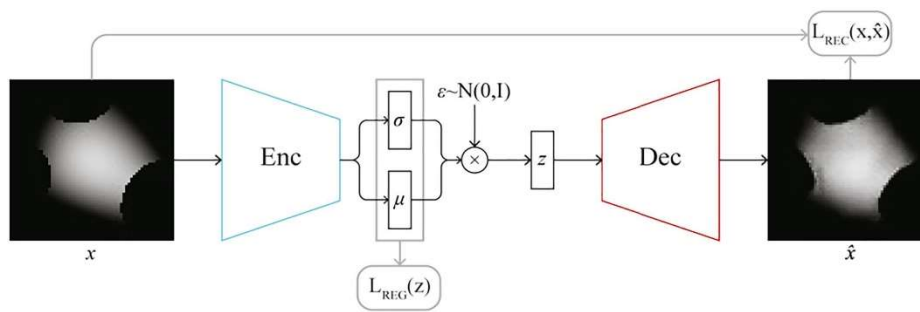 L_REC(x,x̂)
ε~N(0,I)
σ
Enc
×
z
Dec
μ
x
x̂
L_REG(z)